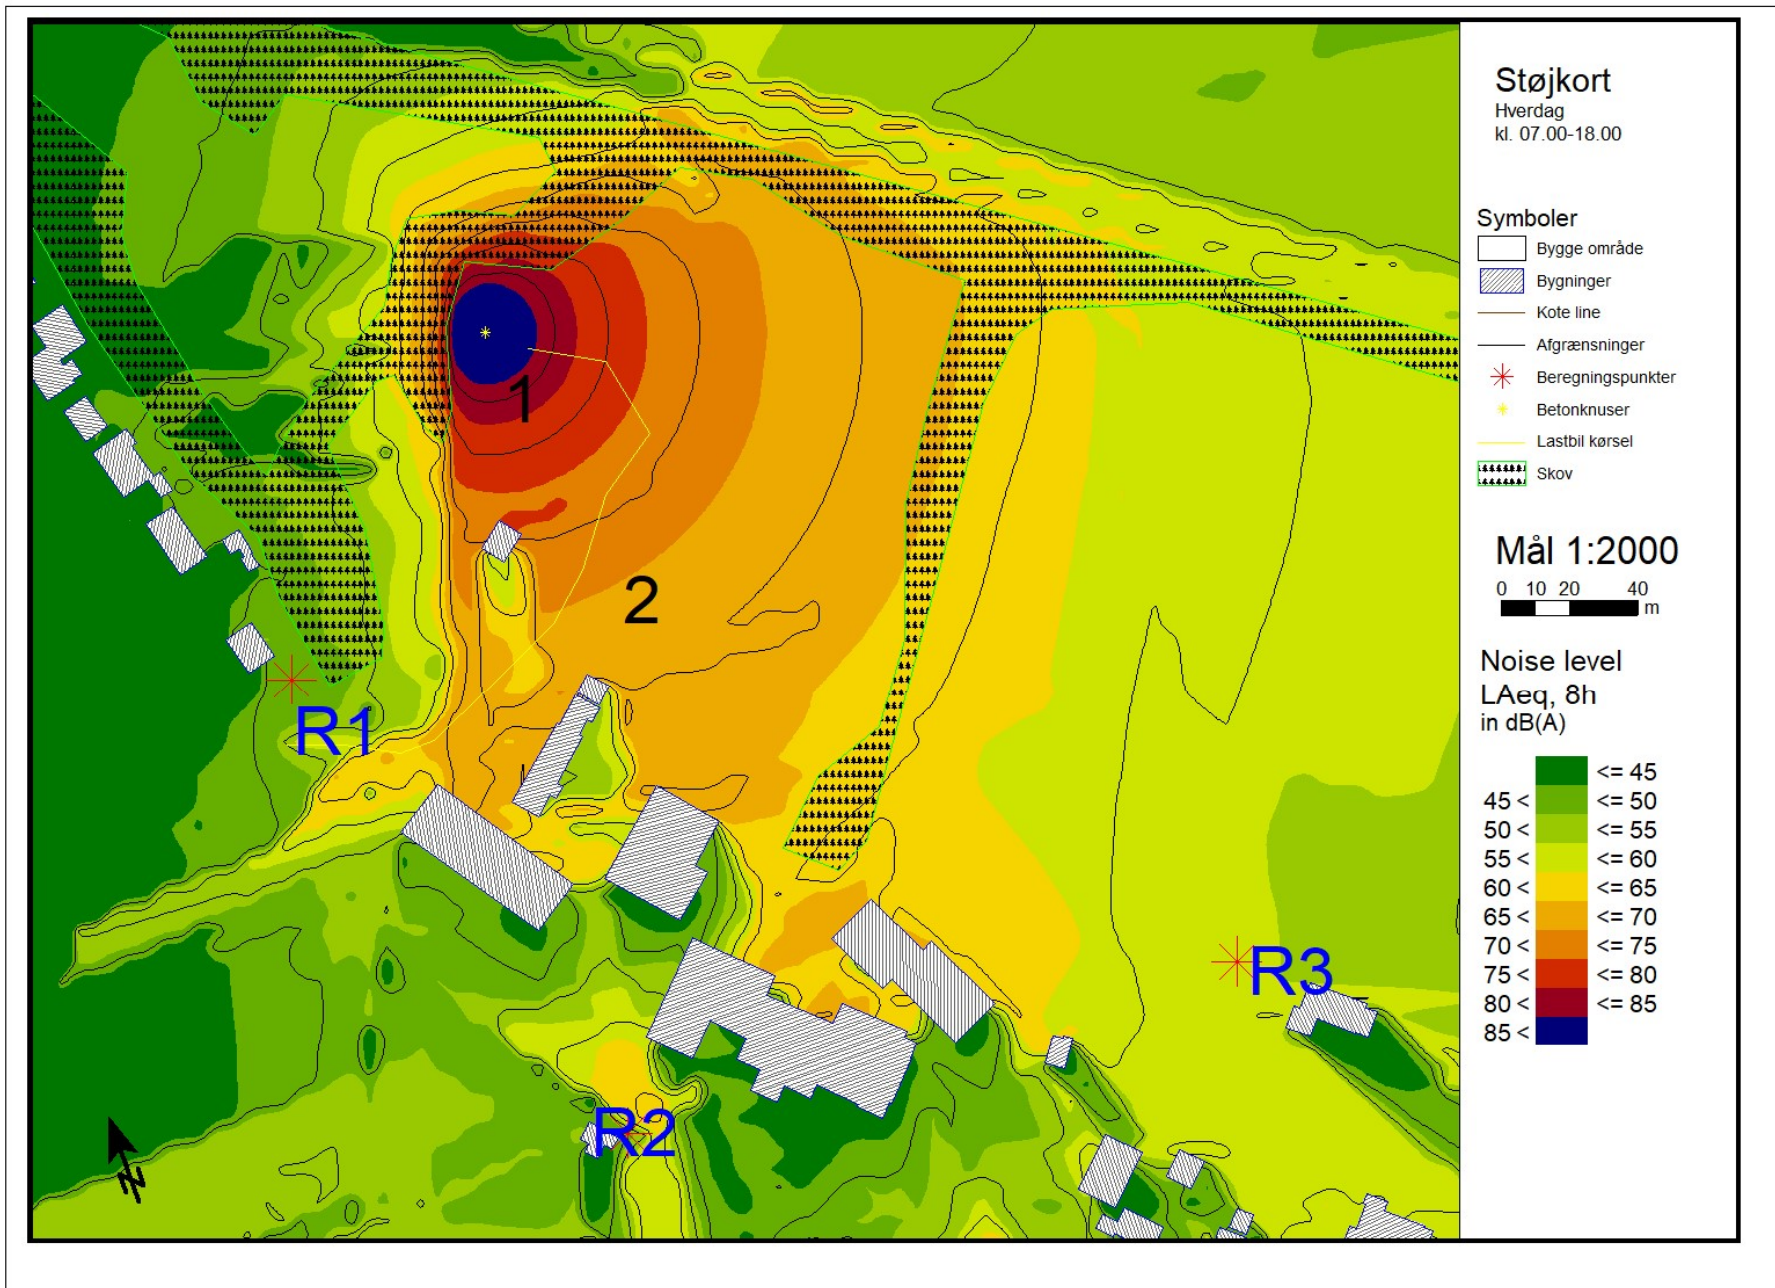 Støjkort
Hverdag
kl. 07.00-18.00
Symboler
Bygge område
Bygninger
Kote line
Afgrænsninger
Beregningspunkter
Betonknuser
Lastbil kørsel
Skov
Mål 1:2000
0 10 20 40
m
Noise level
LAeq, 8h
in dB(A)
<= 45
45 < <= 50
50 < <= 55
55 < <= 60
60 < <= 65
65 < <= 70
70 < <= 75
75 < <= 80
80 < <= 85
85 <
1
2
R1
R3
R2
N